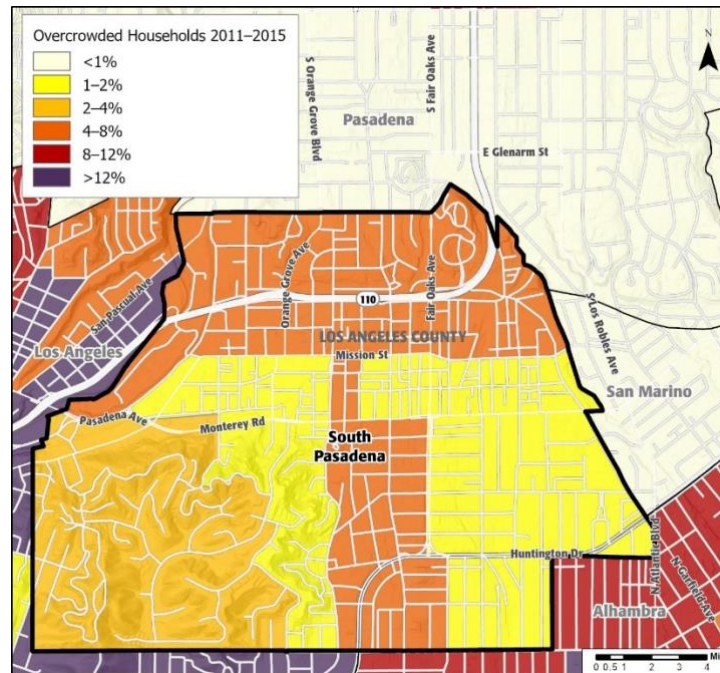 Overcrowded Households 2011–2015
<1%
1–2%
2–4%
4–8%
8–12%
>12%
N
S Orange Grove Blvd
S Fair Oaks Ave
Pasadena
E Glenarm St
San Pascual Ave
Orange Grove Ave
Fair Oaks Ave
110
S Los Robles Ave
Los Angeles
LOS ANGELES COUNTY
Mission St
San Marino
Pasadena Ave
Monterey Rd
South
Pasadena
Huntington Dr
N Atlantic Blvd
N Garfield Ave
Alhambra
0 0.5 1 2 3 4 Mi